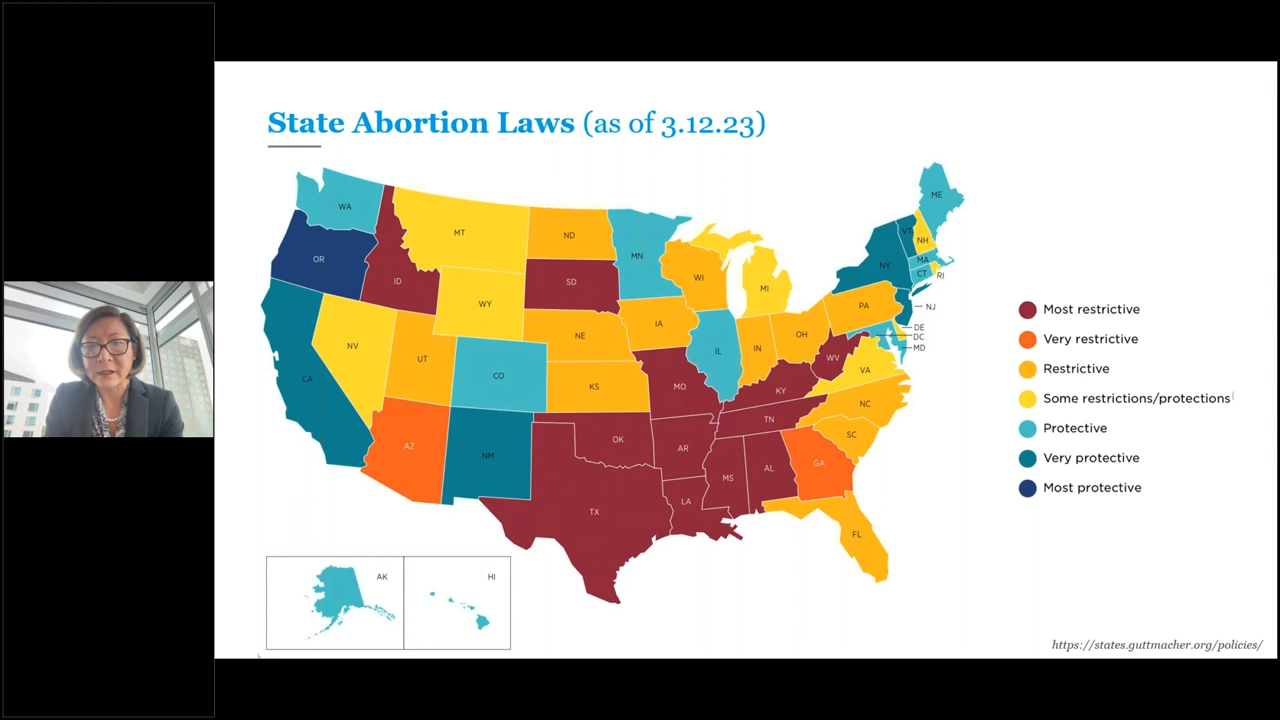 State Abortion Laws (as of 3.12.23)
WA
MT
ND
MN
ME
VT
NH
OR
ID
SD
WI
MI
NY
MA
CT
RI
WY
IA
NE
PA
NJ
NV
UT
CO
KS
IL
IN
OH
DE
DC
MD
WV
VA
CA
MO
KY
AZ
NM
OK
AR
TN
NC
SC
TX
LA
MS
AL
GA
FL
AK
HI
Most restrictive
Very restrictive
Restrictive
Some restrictions/protections
Protective
Very protective
Most protective
https://states.guttmacher.org/policies/